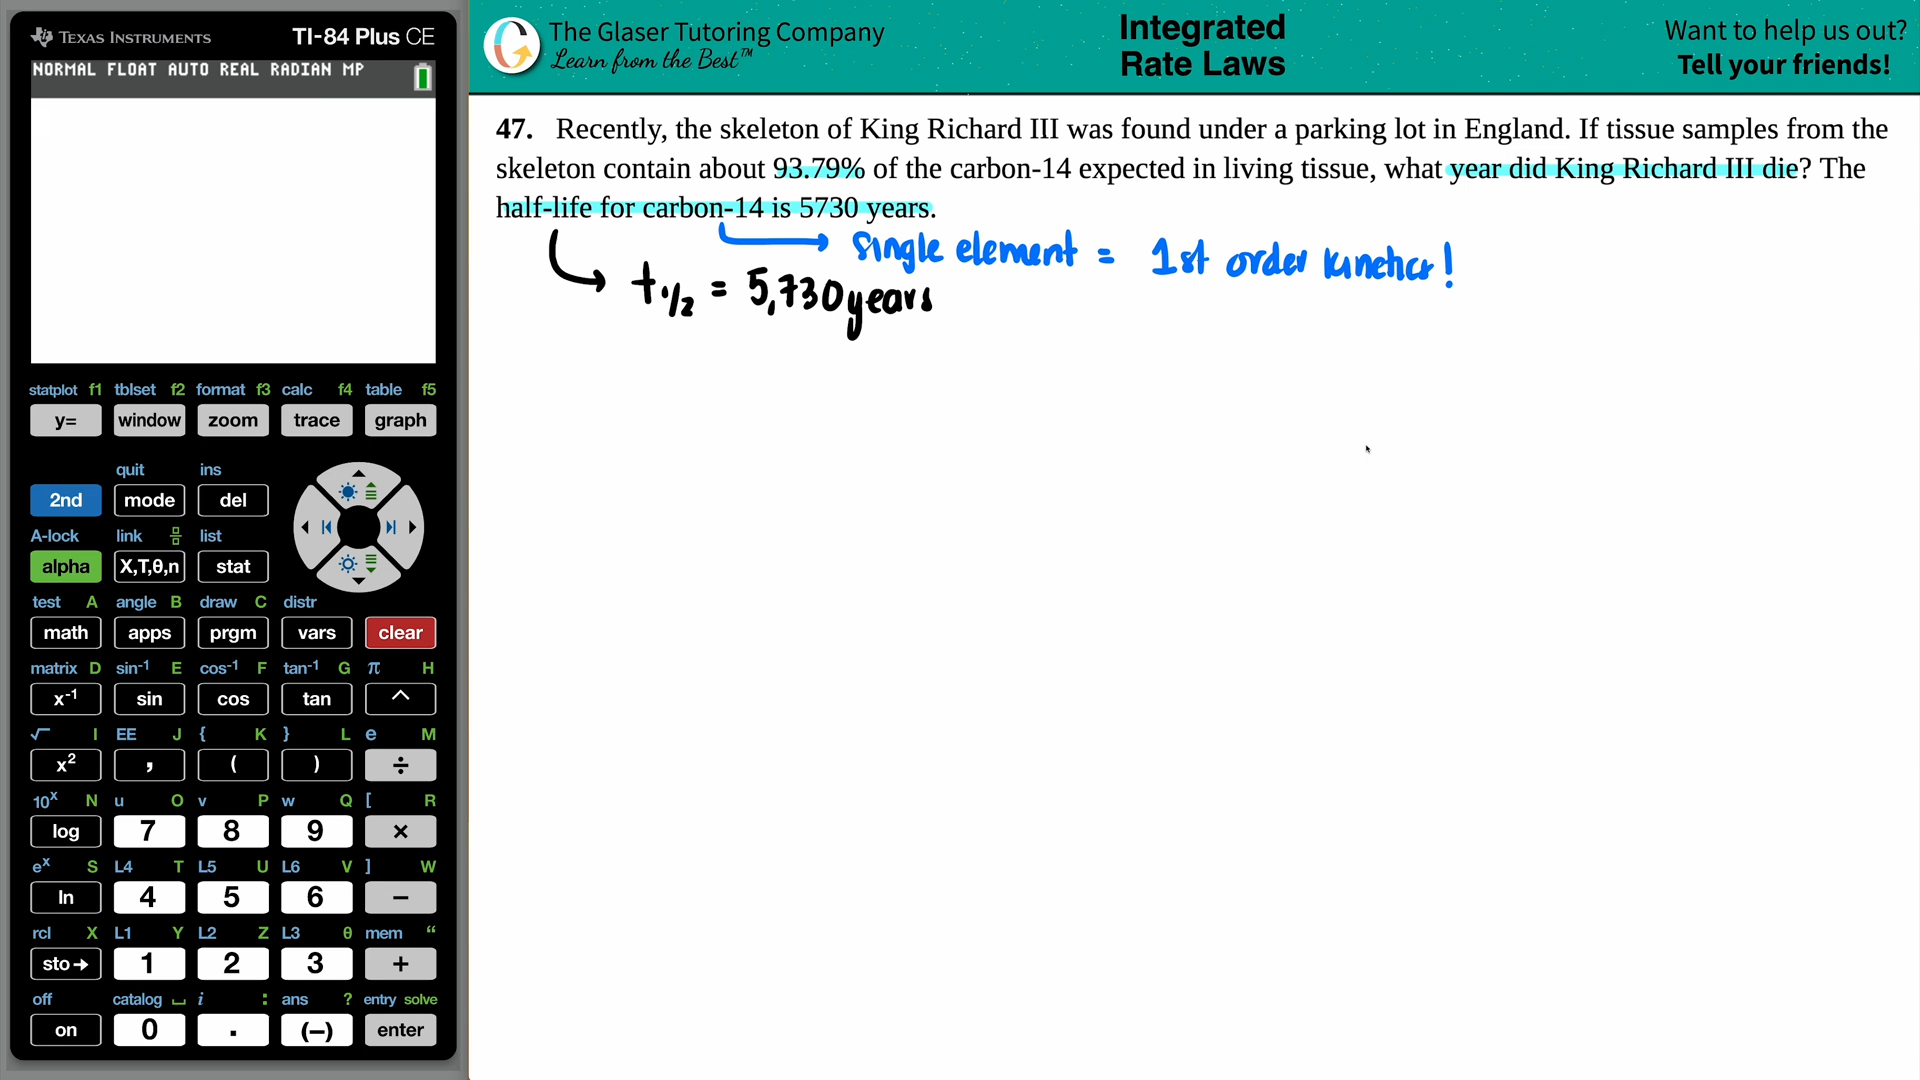 TEXAS INSTRUMENTS TI-84 Plus CE
NORMAL FLOAT AUTO REAL RADIAN MP
statplot f1 tblset f2 format f3 calc f4 table f5
y= window zoom trace graph
quit ins
2nd mode del
A-lock link list
alpha X,T,θ,n stat
test A angle B draw C distr
math apps prgm vars clear
matrix D sin⁻¹ E cos⁻¹ F tan⁻¹ G π H
x⁻¹ sin cos tan ^
√ I EE J { K } L e M
x² , ( ) ÷
10ˣ N u O v P w Q [ R
log 7 8 9 ×
eˣ S L4 T L5 U L6 V ] W
ln 4 5 6 −
rcl X L1 Y L2 Z L3 θ mem “
sto→ 1 2 3 +
off catalog ⎵ i : ans ? entry solve
on 0 . (−) enter
The Glaser Tutoring Company
Learn from the Best™
Integrated
Rate Laws
Want to help us out?
Tell your friends!
47. Recently, the skeleton of King Richard III was found under a parking lot in England. If tissue samples from the
skeleton contain about 93.79% of the carbon-14 expected in living tissue, what year did King Richard III die? The
half-life for carbon-14 is 5730 years.
single element = 1st order kinetics!
t1/2 = 5,730 years